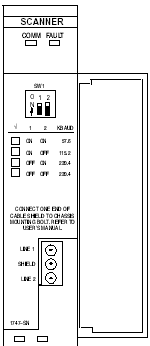 SCANNER
COMM FAULT
SW1
O 1 2
N
√ 1 2 KBAUD
ON ON 57.6
ON OFF 115.2
OFF ON 230.4
OFF OFF 230.4
CONNECT ONE END OF
CABLE SHIELD TO CHASSIS
MOUNTING BOLT. REFER TO
USER'S MANUAL
LINE 1
SHIELD
LINE 2
1747-SN